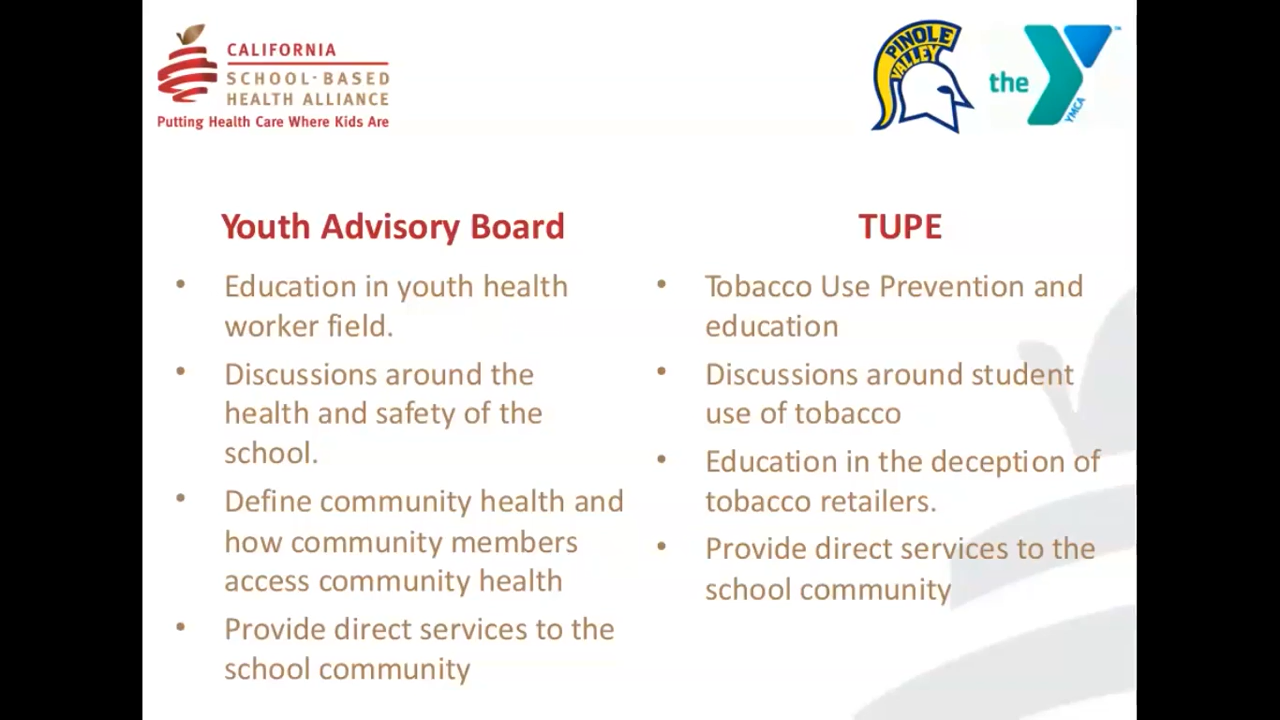 CALIFORNIA
SCHOOL-BASED
HEALTH ALLIANCE
Putting Health Care Where Kids Are
PINOLE
VALLEY
the
YMCA
TM
Youth Advisory Board
• Education in youth health
worker field.
• Discussions around the
health and safety of the
school.
• Define community health and
how community members
access community health
• Provide direct services to the
school community
TUPE
• Tobacco Use Prevention and
education
• Discussions around student
use of tobacco
• Education in the deception of
tobacco retailers.
• Provide direct services to the
school community